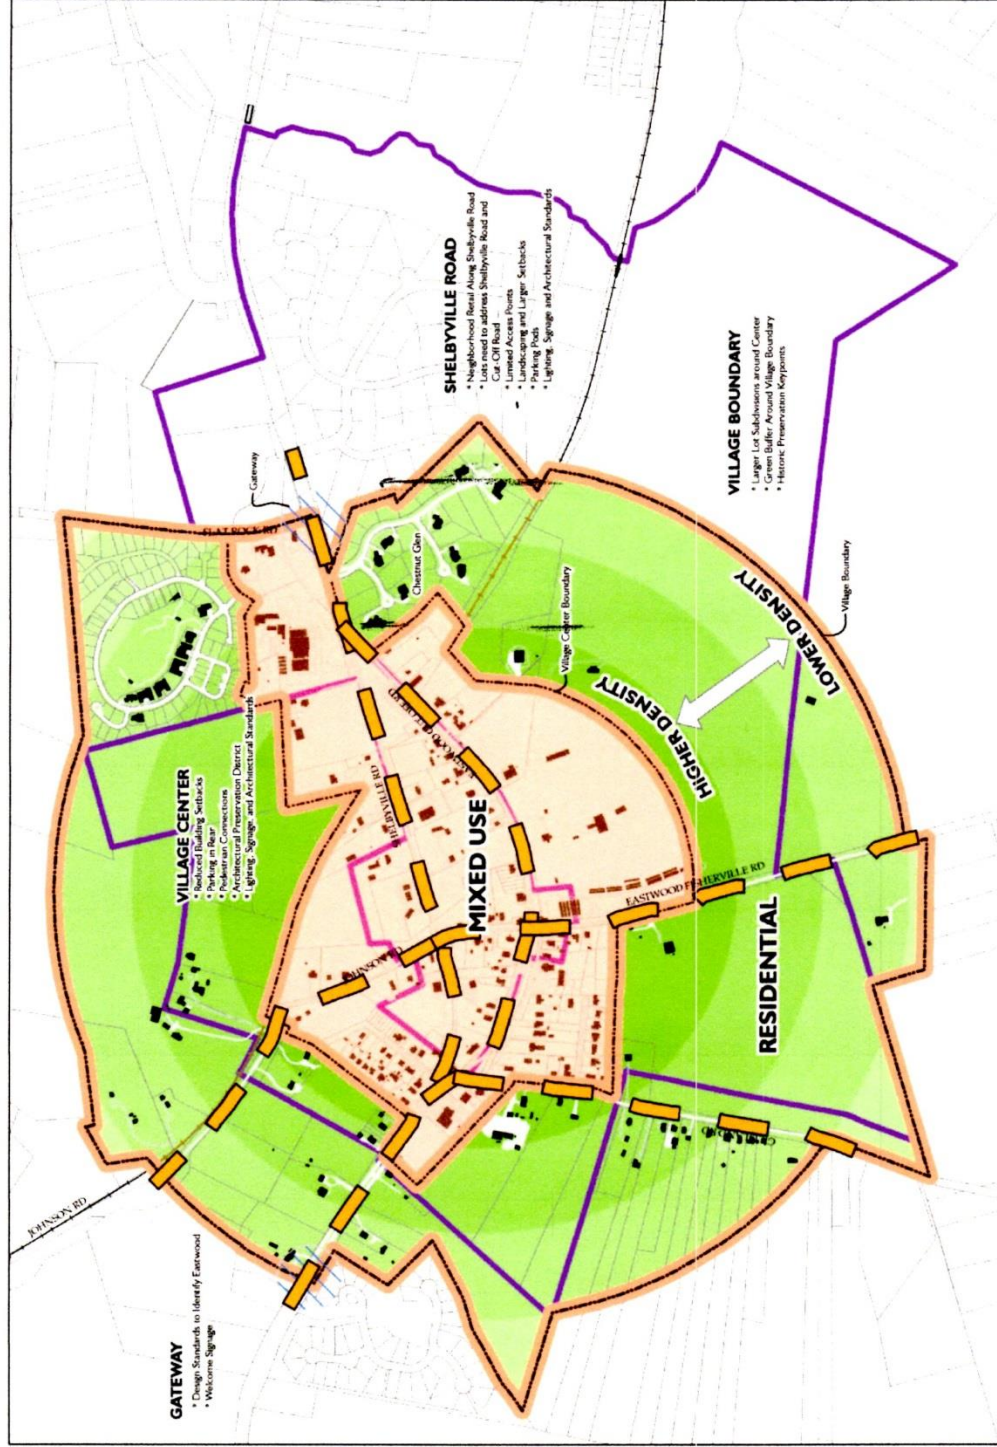 GATEWAY
* Design Standards to Identify Eastwood
* Welcome Signage
JOHNSON RD
VILLAGE CENTER
* Reduced Building Setbacks
* Parking in Rear
* Pedestrian Connections
* Architectural Preservation District
* Lighting, Signage, and Architectural Standards
FLAT ROCK RD
Gateway
SHELBYVILLE RD
JOHNSON RD
MIXED USE
Chestnut Glen
SHELBYVILLE ROAD
* Neighborhood Retail Along Shelbyville Road
* Lots need to address Shelbyville Road and
Cut-Off Road
* Limited Access Points
* Landscaping and Larger Setbacks
* Parking Pods
* Lighting, Signage and Architectural Standards
Village Center Boundary
HIGHER DENSITY
LOWER DENSITY
EASTWOOD FISHERVILLE RD
RESIDENTIAL
Village Boundary
VILLAGE BOUNDARY
* Larger Lot Subdivisions around Center
* Green Buffer Around Village Boundary
* Historic Preservation Keypoints